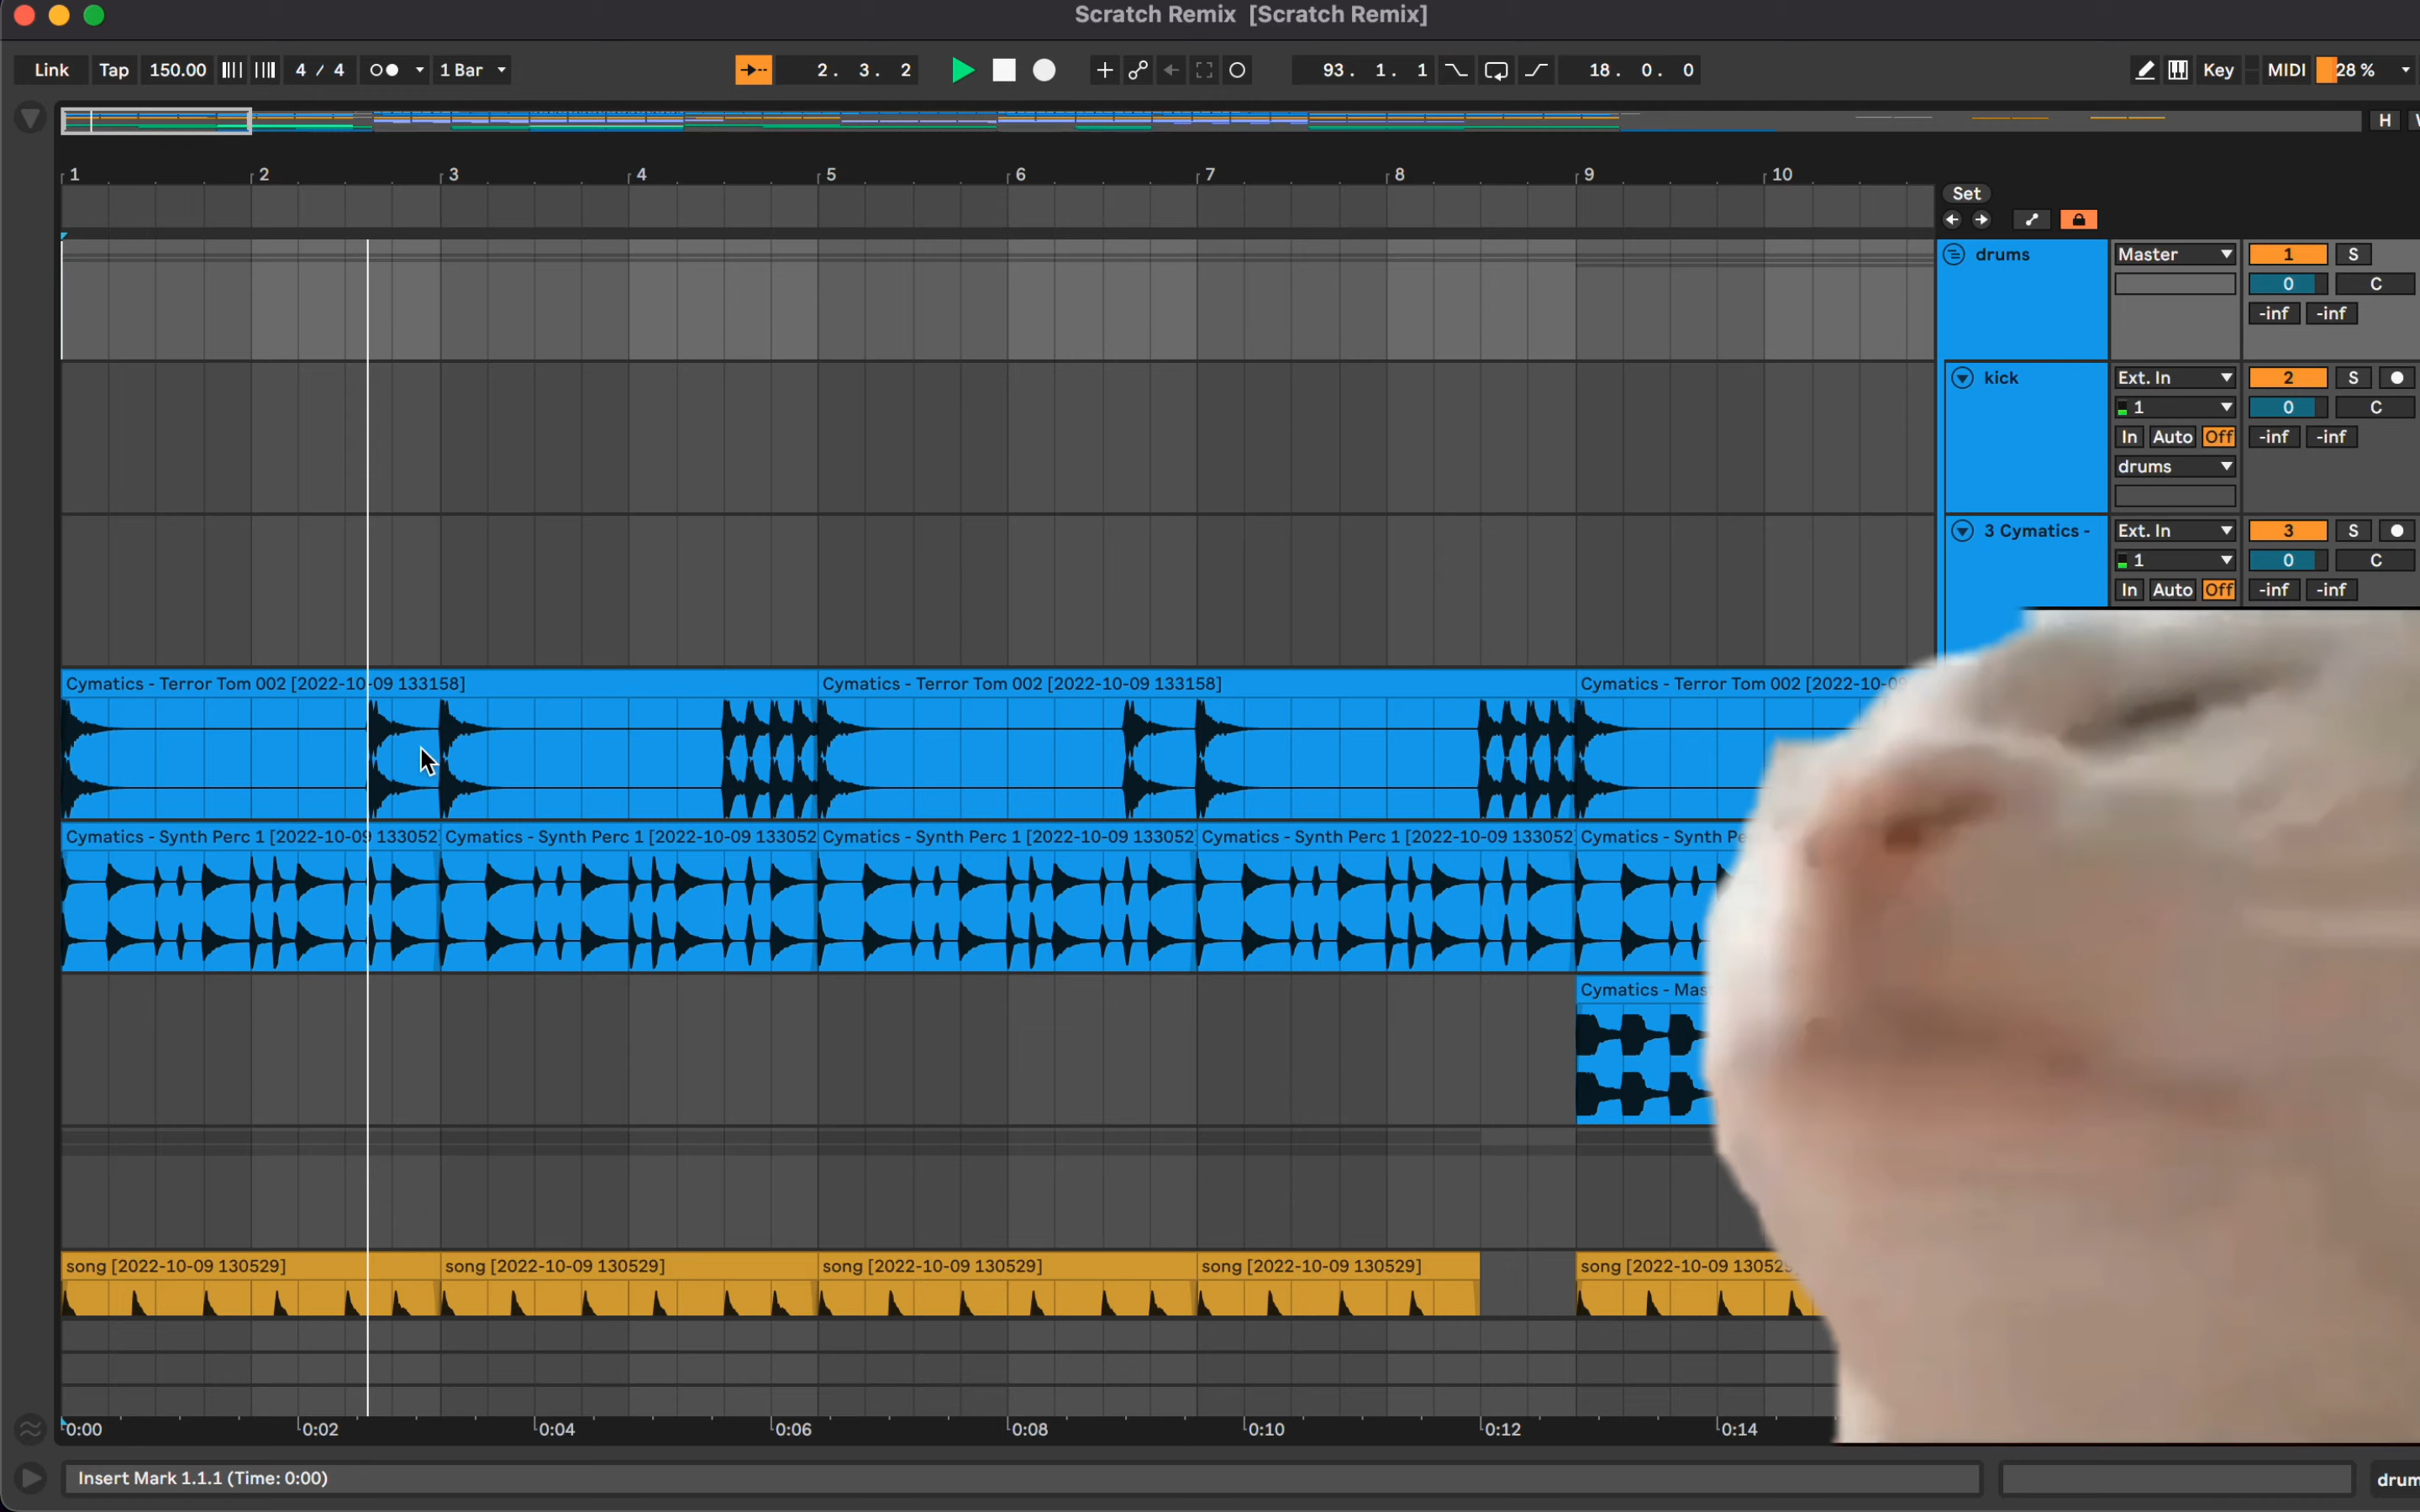 Scratch Remix [Scratch Remix]
Link Tap 150.00 4 / 4 1 Bar 2. 3. 2 93. 1. 1 18. 0. 0 Key MIDI 28 %
H
1 2 3 4 5 6 7 8 9 10
Set
drums Master 1 S
0 C
-inf -inf
kick Ext. In 2 S
1 0 C
In Auto Off -inf -inf
drums
3 Cymatics - Ext. In 3 S
1 0 C
In Auto Off -inf -inf
Cymatics - Terror Tom 002 [2022-10-09 133158] Cymatics - Terror Tom 002 [2022-10-09 133158] Cymatics - Terror Tom 002 [2022-10-09
Cymatics - Synth Perc 1 [2022-10-09 133052] Cymatics - Synth Perc 1 [2022-10-09 133052 Cymatics - Synth Perc 1 [2022-10-09 133052] Cymatics - Synth Perc 1 [2022-10-09 133052] Cymatics - Synth Pe
Cymatics - Mas
song [2022-10-09 130529] song [2022-10-09 130529] song [2022-10-09 130529] song [2022-10-09 130529] song [2022-10-09 130529
0:00 0:02 0:04 0:06 0:08 0:10 0:12 0:14
Insert Mark 1.1.1 (Time: 0:00)
drum